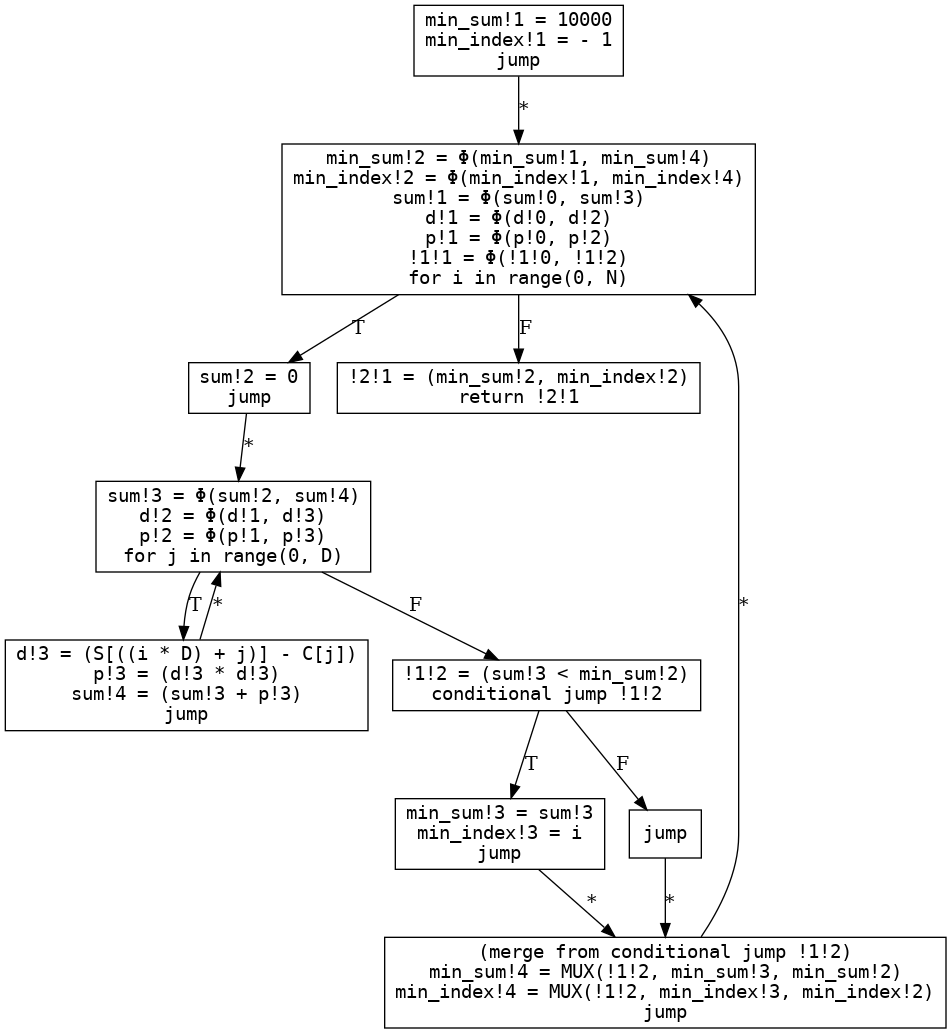 min_sum!1 = 10000
min_index!1 = - 1
jump
*
min_sum!2 = Φ(min_sum!1, min_sum!4)
min_index!2 = Φ(min_index!1, min_index!4)
sum!1 = Φ(sum!0, sum!3)
d!1 = Φ(d!0, d!2)
p!1 = Φ(p!0, p!2)
!1!1 = Φ(!1!0, !1!2)
for i in range(0, N)
T
F
sum!2 = 0
jump
!2!1 = (min_sum!2, min_index!2)
return !2!1
*
sum!3 = Φ(sum!2, sum!4)
d!2 = Φ(d!1, d!3)
p!2 = Φ(p!1, p!3)
for j in range(0, D)
T
*
F
*
d!3 = (S[((i * D) + j)] - C[j])
p!3 = (d!3 * d!3)
sum!4 = (sum!3 + p!3)
jump
!1!2 = (sum!3 < min_sum!2)
conditional jump !1!2
T
F
min_sum!3 = sum!3
min_index!3 = i
jump
jump
*
*
(merge from conditional jump !1!2)
min_sum!4 = MUX(!1!2, min_sum!3, min_sum!2)
min_index!4 = MUX(!1!2, min_index!3, min_index!2)
jump